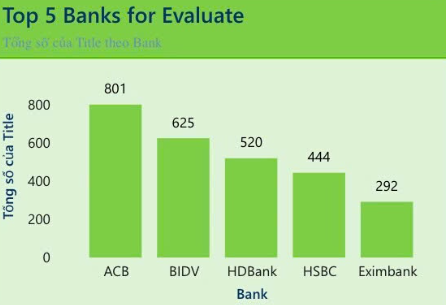 Top 5 Banks for Evaluate
Tổng số của Title theo Bank
Tổng số của Title
800
600
400
200
0
801
625
520
444
292
ACB BIDV HDBank HSBC Eximbank
Bank